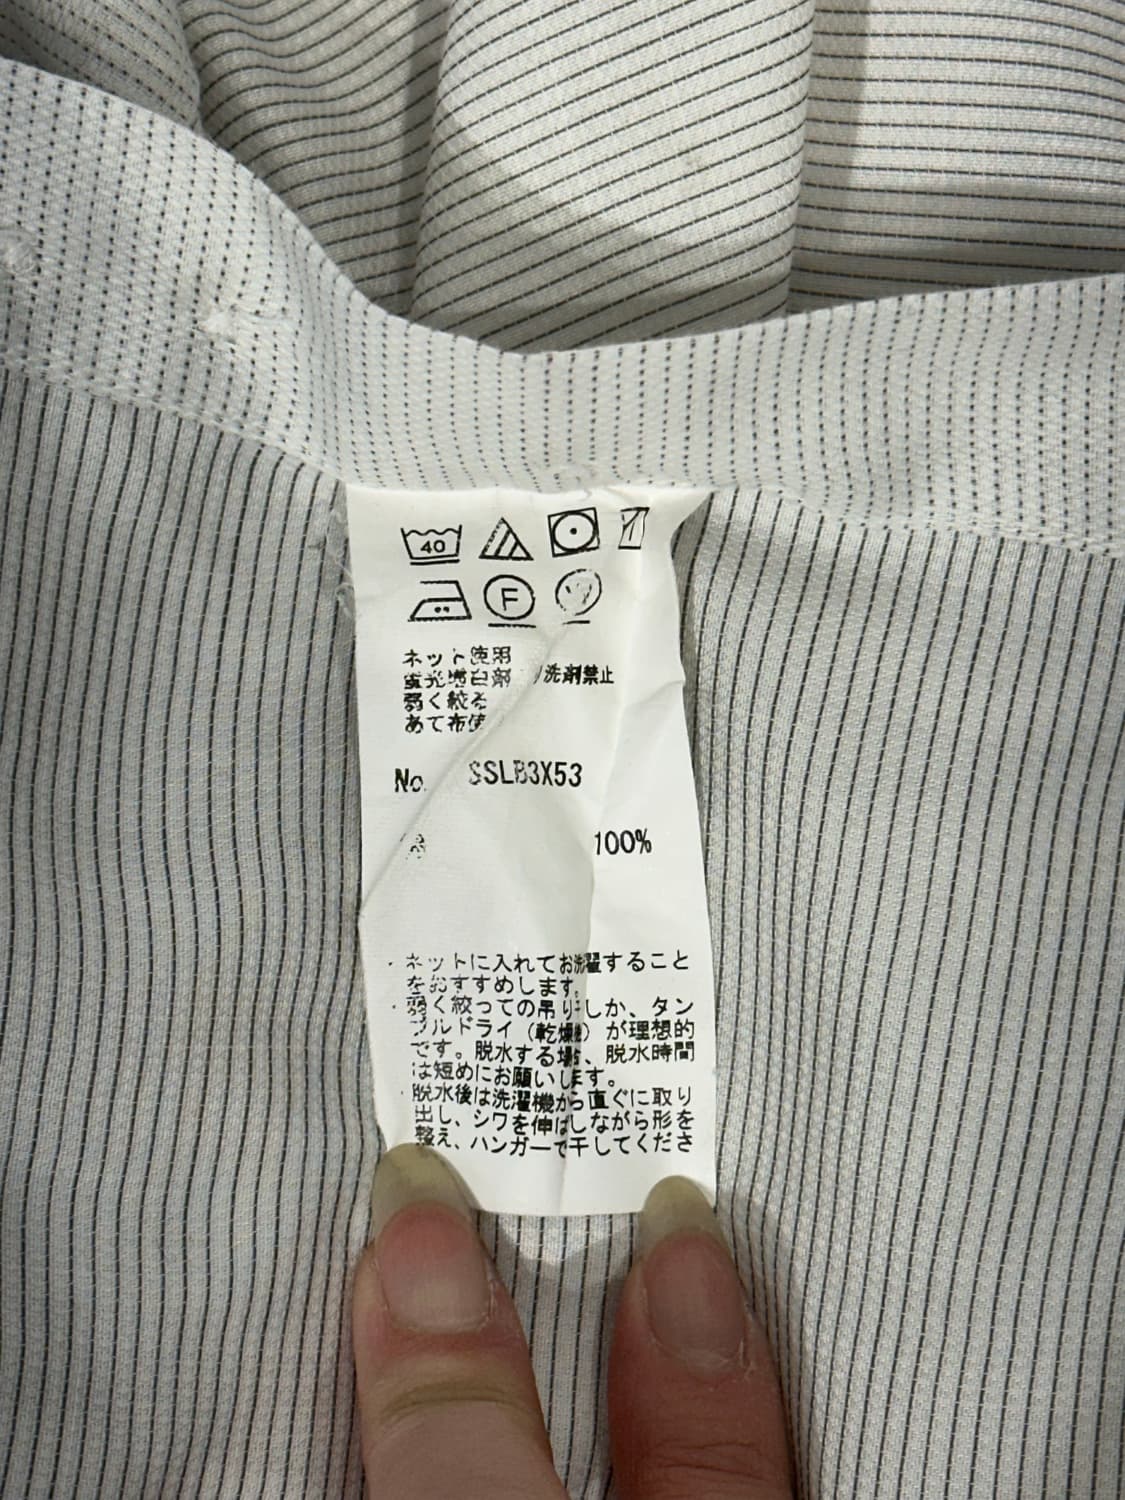 40
F
ネット使用
蛍光増白剤 洗剤禁止
弱く絞る
あて布使
No. SSLB3X53
綿 100%
・ネットに入れてお洗濯すること
をおすすめします。
・弱く絞っての吊り干しか、タン
ブルドライ（乾燥機）が理想的
です。脱水する場合、脱水時間
は短めにお願いします。
・脱水後は洗濯機から直ぐに取り
出し、シワを伸ばしながら形を
整え、ハンガーで干してくださ